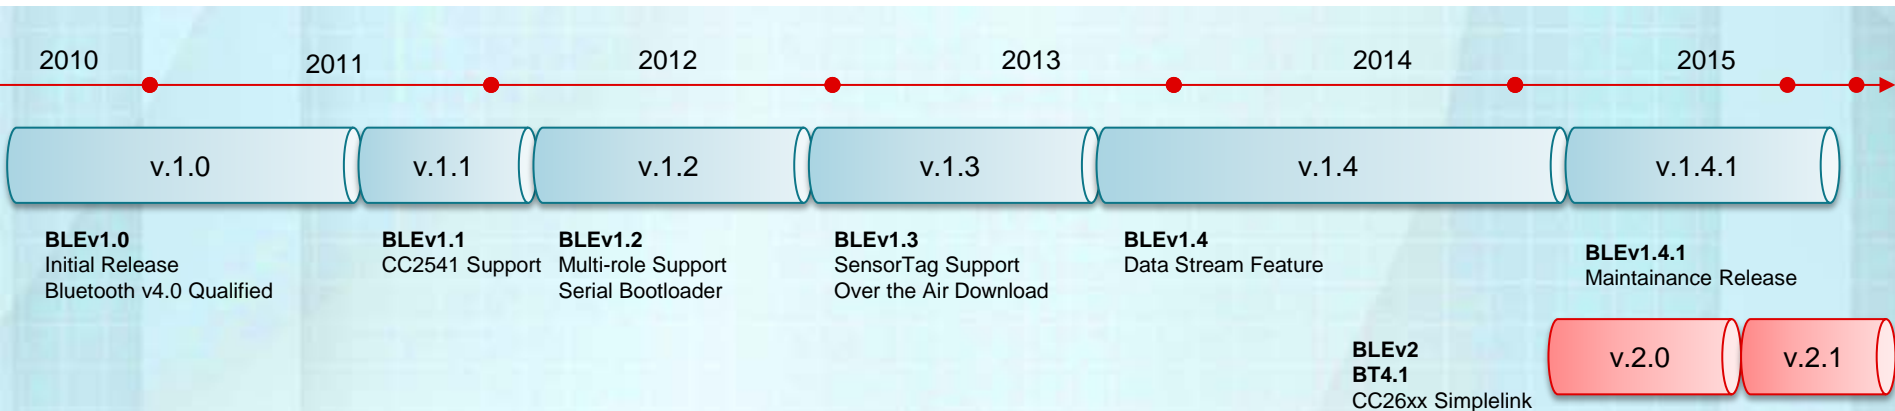 2010
2011
2012
2013
2014
2015
v.1.0
v.1.1
v.1.2
v.1.3
v.1.4
v.1.4.1
BLEv1.0
Initial Release
Bluetooth v4.0 Qualified
BLEv1.1
CC2541 Support
BLEv1.2
Multi-role Support
Serial Bootloader
BLEv1.3
SensorTag Support
Over the Air Download
BLEv1.4
Data Stream Feature
BLEv1.4.1
Maintainance Release
BLEv2
BT4.1
CC26xx Simplelink
v.2.0
v.2.1